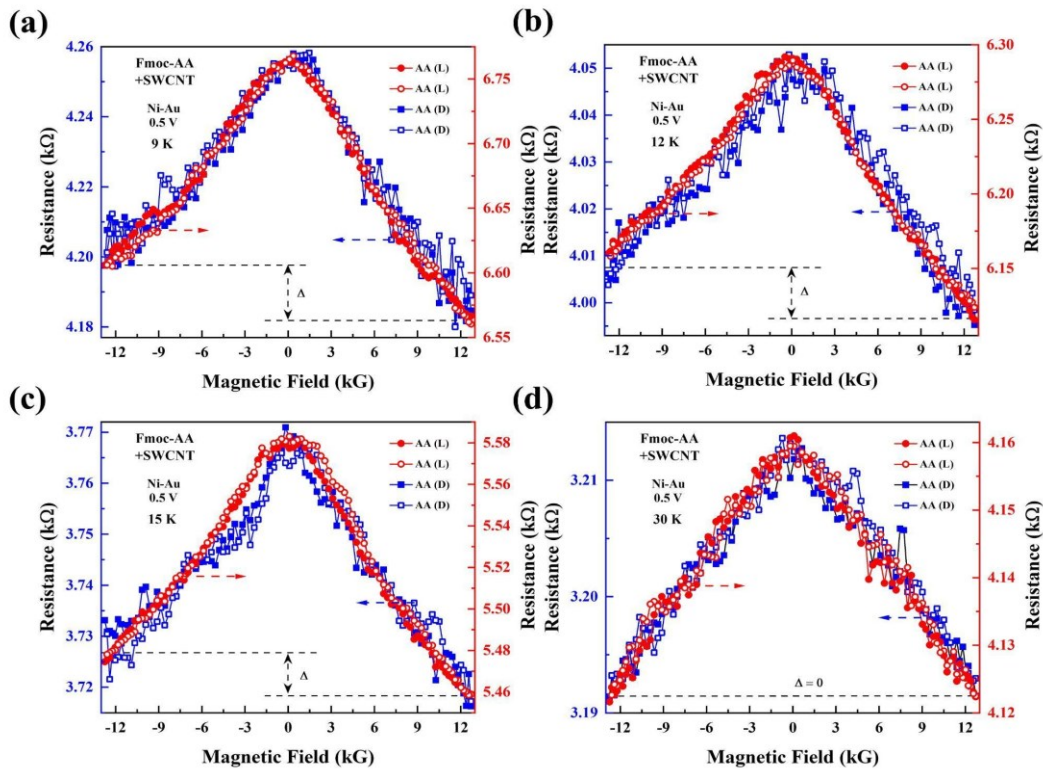 (a)
Fmoc-AA
+SWCNT
Ni-Au
0.5 V
9 K
AA (L)
AA (L)
AA (D)
AA (D)
4.26
4.24
4.22
4.20
4.18
Resistance (kΩ)
6.75
6.70
6.65
6.60
6.55
Resistance (kΩ)
Δ
-12 -9 -6 -3 0 3 6 9 12
Magnetic Field (kG)
(b)
Fmoc-AA
+SWCNT
Ni-Au
0.5 V
12 K
AA (L)
AA (L)
AA (D)
AA (D)
4.05
4.04
4.03
4.02
4.01
4.00
Resistance (kΩ)
6.30
6.25
6.20
6.15
Resistance (kΩ)
Δ
-12 -9 -6 -3 0 3 6 9 12
Magnetic Field (kG)
(c)
Fmoc-AA
+SWCNT
Ni-Au
0.5 V
15 K
AA (L)
AA (L)
AA (D)
AA (D)
3.77
3.76
3.75
3.74
3.73
3.72
Resistance (kΩ)
5.58
5.56
5.54
5.52
5.50
5.48
5.46
Resistance (kΩ)
Δ
-12 -9 -6 -3 0 3 6 9 12
Magnetic Field (kG)
(d)
Fmoc-AA
+SWCNT
Ni-Au
0.5 V
30 K
AA (L)
AA (L)
AA (D)
AA (D)
3.21
3.20
3.19
Resistance (kΩ)
4.16
4.15
4.14
4.13
4.12
Resistance (kΩ)
Δ = 0
-12 -9 -6 -3 0 3 6 9 12
Magnetic Field (kG)